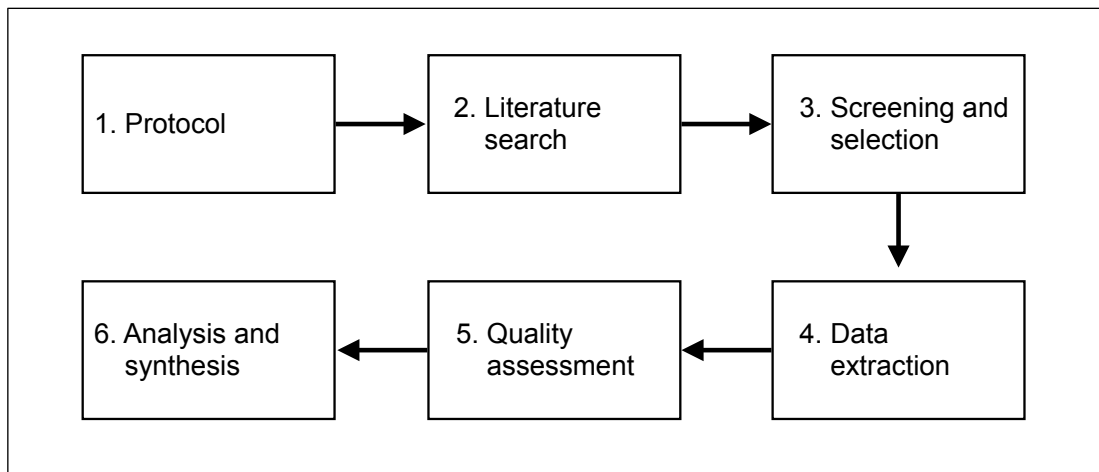 1. Protocol
2. Literature
search
3. Screening and
selection
4. Data
extraction
5. Quality
assessment
6. Analysis and
synthesis